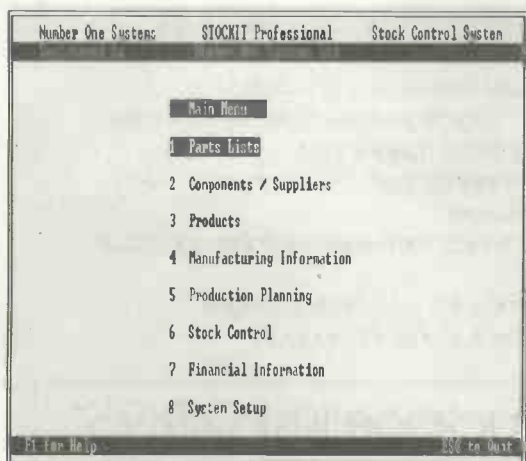 Number One Systems STOCKIT Professional Stock Control System
Main Menu
1 Parts Lists
2 Components / Suppliers
3 Products
4 Manufacturing Information
5 Production Planning
6 Stock Control
7 Financial Information
8 System Setup
F1 for Help ESC to Quit